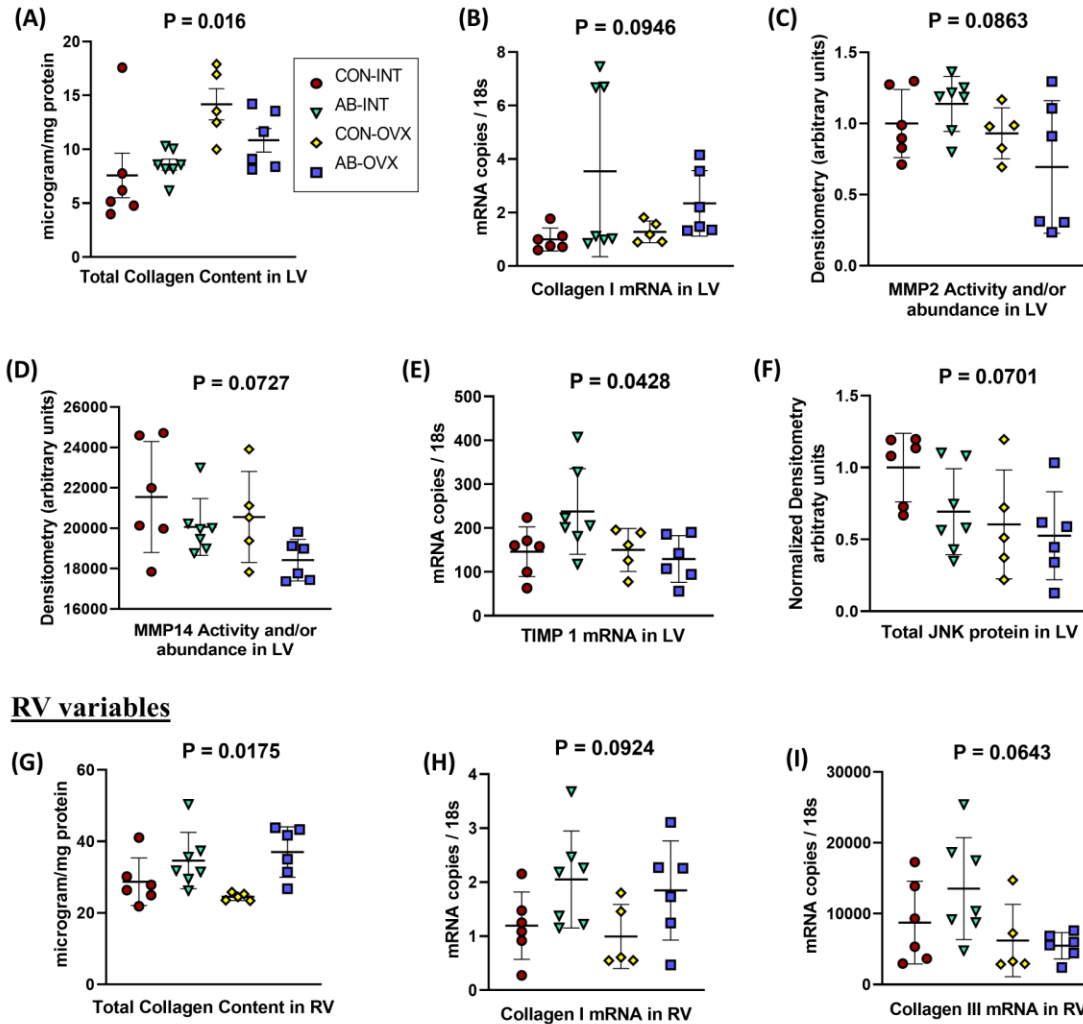 (A)
P = 0.016
microgram/mg protein
20
15
10
5
0
Total Collagen Content in LV
CON-INT
AB-INT
CON-OVX
AB-OVX
(B)
P = 0.0946
mRNA copies / 18s
8
6
4
2
0
Collagen I mRNA in LV
(C)
P = 0.0863
Densitometry (arbitrary units)
1.5
1.0
0.5
0.0
MMP2 Activity and/or
abundance in LV
(D)
P = 0.0727
Densitometry (arbitrary units)
26000
24000
22000
20000
18000
16000
MMP14 Activity and/or
abundance in LV
(E)
P = 0.0428
mRNA copies / 18s
500
400
300
200
100
0
TIMP 1 mRNA in LV
(F)
P = 0.0701
Normalized Densitometry
arbitraty units
1.5
1.0
0.5
0.0
Total JNK protein in LV
RV variables
(G)
P = 0.0175
microgram/mg protein
60
40
20
0
Total Collagen Content in RV
(H)
P = 0.0924
mRNA copies / 18s
4
3
2
1
0
Collagen I mRNA in RV
(I)
P = 0.0643
mRNA copies / 18s
30000
20000
10000
0
Collagen III mRNA in RV